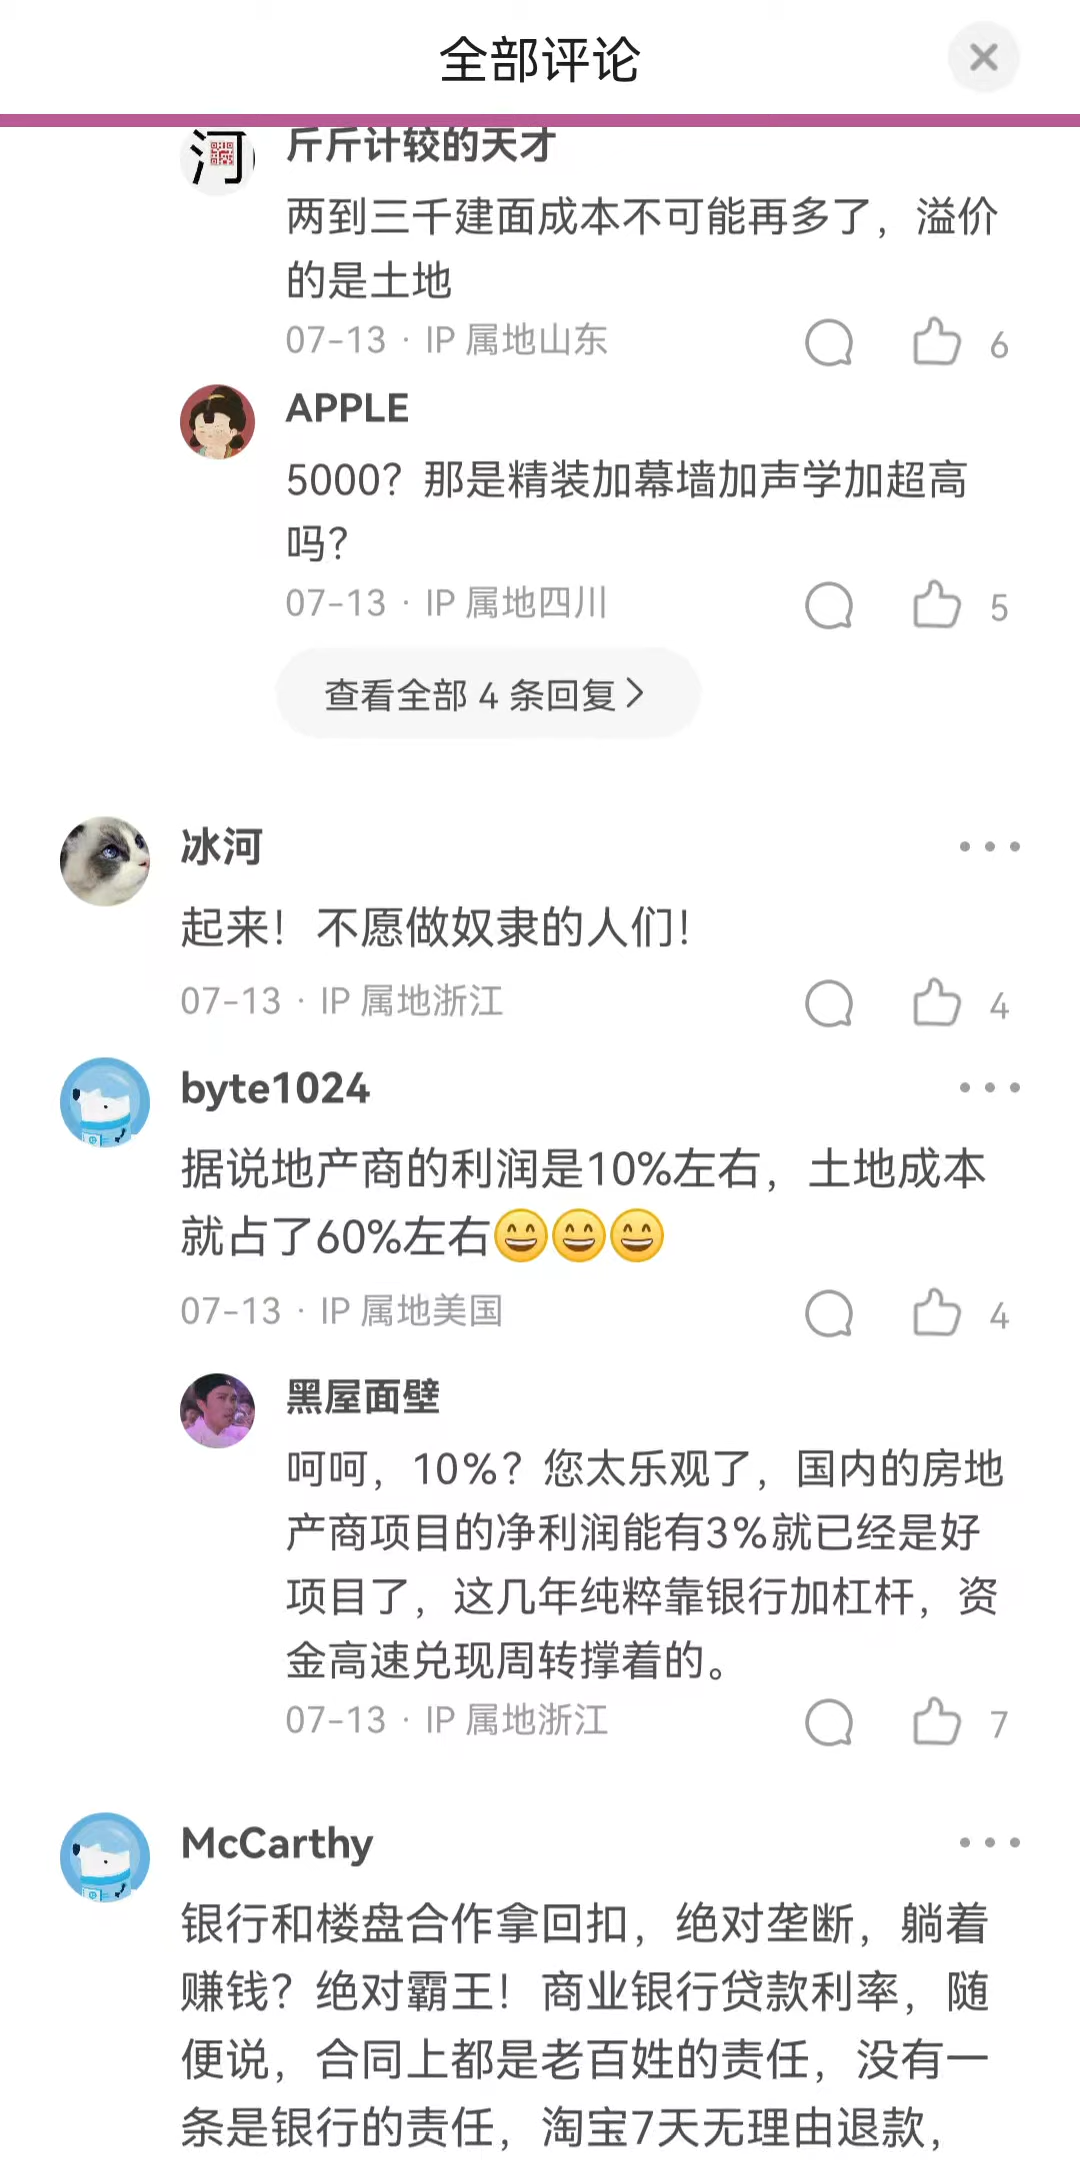 全部评论
河
斤斤计较的天才
两到三千建面成本不可能再多了，溢价
的是土地
07-13 · IP 属地山东
6
APPLE
5000？那是精装加幕墙加声学加超高
吗？
07-13 · IP 属地四川
5
查看全部 4 条回复
冰河
起来！不愿做奴隶的人们！
07-13 · IP 属地浙江
4
byte1024
据说地产商的利润是10%左右，土地成本
就占了60%左右😄😄😄
07-13 · IP 属地美国
4
黑屋面壁
呵呵，10%？您太乐观了，国内的房地
产商项目的净利润能有3%就已经是好
项目了，这几年纯粹靠银行加杠杆，资
金高速兑现周转撑着的。
07-13 · IP 属地浙江
7
McCarthy
银行和楼盘合作拿回扣，绝对垄断，躺着
赚钱？绝对霸王！商业银行贷款利率，随
便说，合同上都是老百姓的责任，没有一
条是银行的责任，淘宝7天无理由退款，